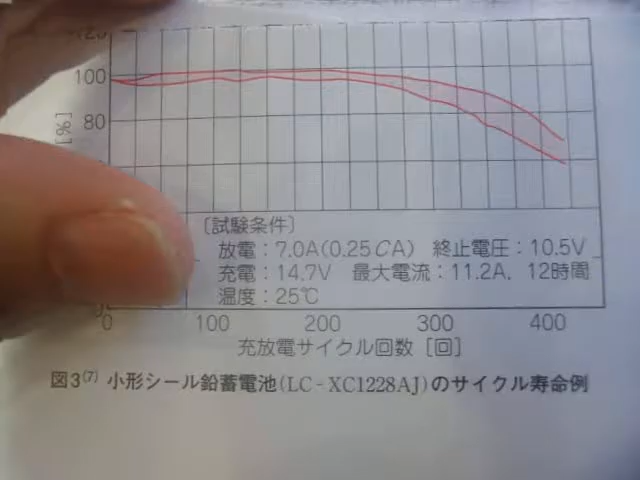 100
80
[%]
〔試験条件〕
放電：7.0A(0.25CA) 終止電圧：10.5V
充電：14.7V 最大電流：11.2A，12時間
温度：25℃
0 100 200 300 400
充放電サイクル回数［回］
図3(7) 小形シール鉛蓄電池(LC-XC1228AJ)のサイクル寿命例